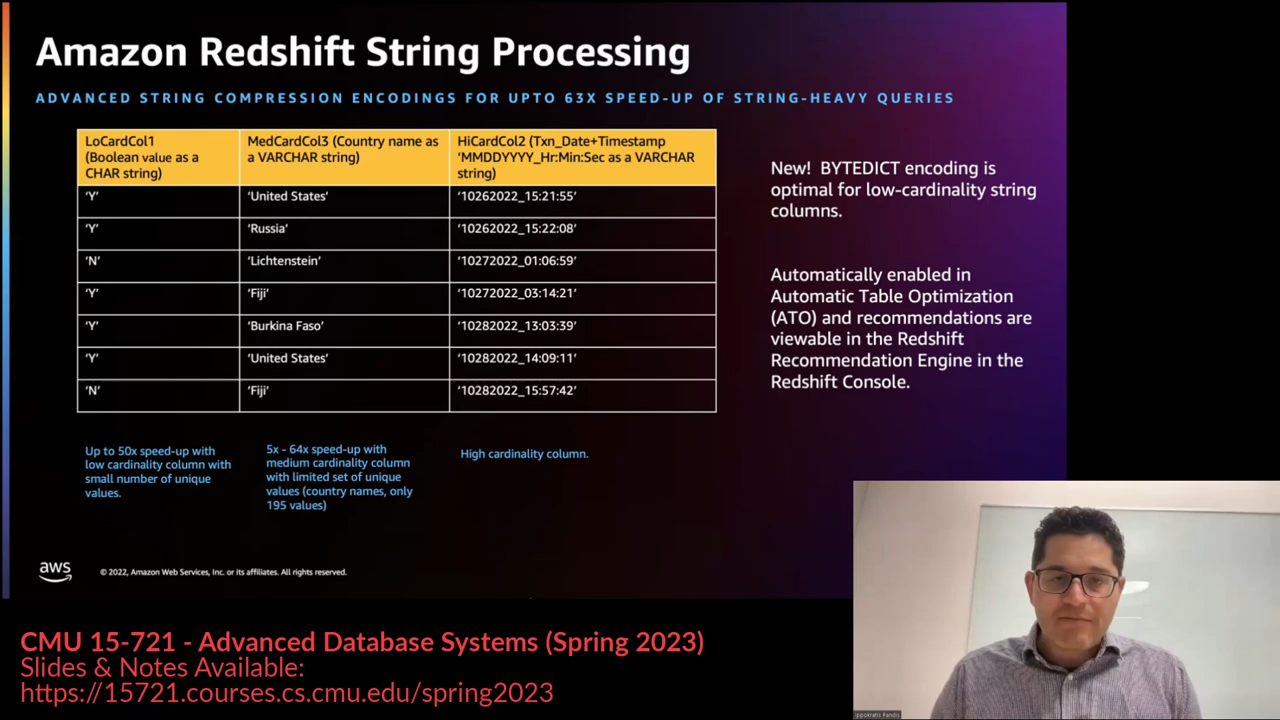 Amazon Redshift String Processing
ADVANCED STRING COMPRESSION ENCODINGS FOR UPTO 63X SPEED-UP OF STRING-HEAVY QUERIES
LoCardCol1
(Boolean value as a
CHAR string)
MedCardCol3 (Country name as
a VARCHAR string)
HiCardCol2 (Txn_Date+Timestamp
‘MMDDYYYY_Hr:Min:Sec as a VARCHAR
string)
‘Y’ ‘United States’ ‘10262022_15:21:55’
‘Y’ ‘Russia’ ‘10262022_15:22:08’
‘N’ ‘Lichtenstein’ ‘10272022_01:06:59’
‘Y’ ‘Fiji’ ‘10272022_03:14:21’
‘Y’ ‘Burkina Faso’ ‘10282022_13:03:39’
‘Y’ ‘United States’ ‘10282022_14:09:11’
‘N’ ‘Fiji’ ‘10282022_15:57:42’
Up to 50x speed-up with
low cardinality column with
small number of unique
values.
5x - 64x speed-up with
medium cardinality column
with limited set of unique
values (country names, only
195 values)
High cardinality column.
New! BYTEDICT encoding is
optimal for low-cardinality string
columns.
Automatically enabled in
Automatic Table Optimization
(ATO) and recommendations are
viewable in the Redshift
Recommendation Engine in the
Redshift Console.
aws
© 2022, Amazon Web Services, Inc. or its affiliates. All rights reserved.
CMU 15-721 - Advanced Database Systems (Spring 2023)
Slides & Notes Available:
https://15721.courses.cs.cmu.edu/spring2023
Ippokratis Pandis